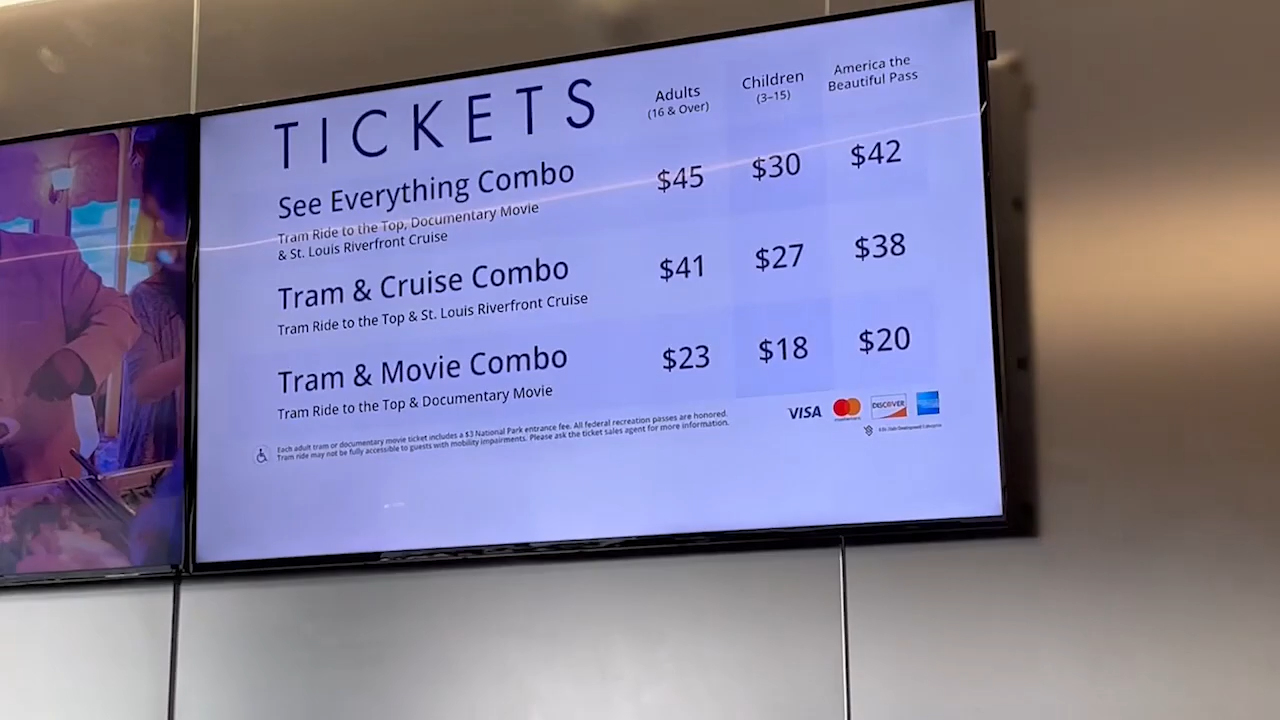 TICKETS
Adults
(16 & Over)
Children
(3–15)
America the
Beautiful Pass
See Everything Combo
$45
$30
$42
Tram Ride to the Top, Documentary Movie
& St. Louis Riverfront Cruise
Tram & Cruise Combo
$41
$27
$38
Tram Ride to the Top & St. Louis Riverfront Cruise
Tram & Movie Combo
$23
$18
$20
Tram Ride to the Top & Documentary Movie
Each adult tram or documentary movie ticket includes a $3 National Park entrance fee. All federal recreation passes are honored.
Tram ride may not be fully accessible to guests with mobility impairments. Please ask the ticket sales agent for more information.
VISA
DISCOVER